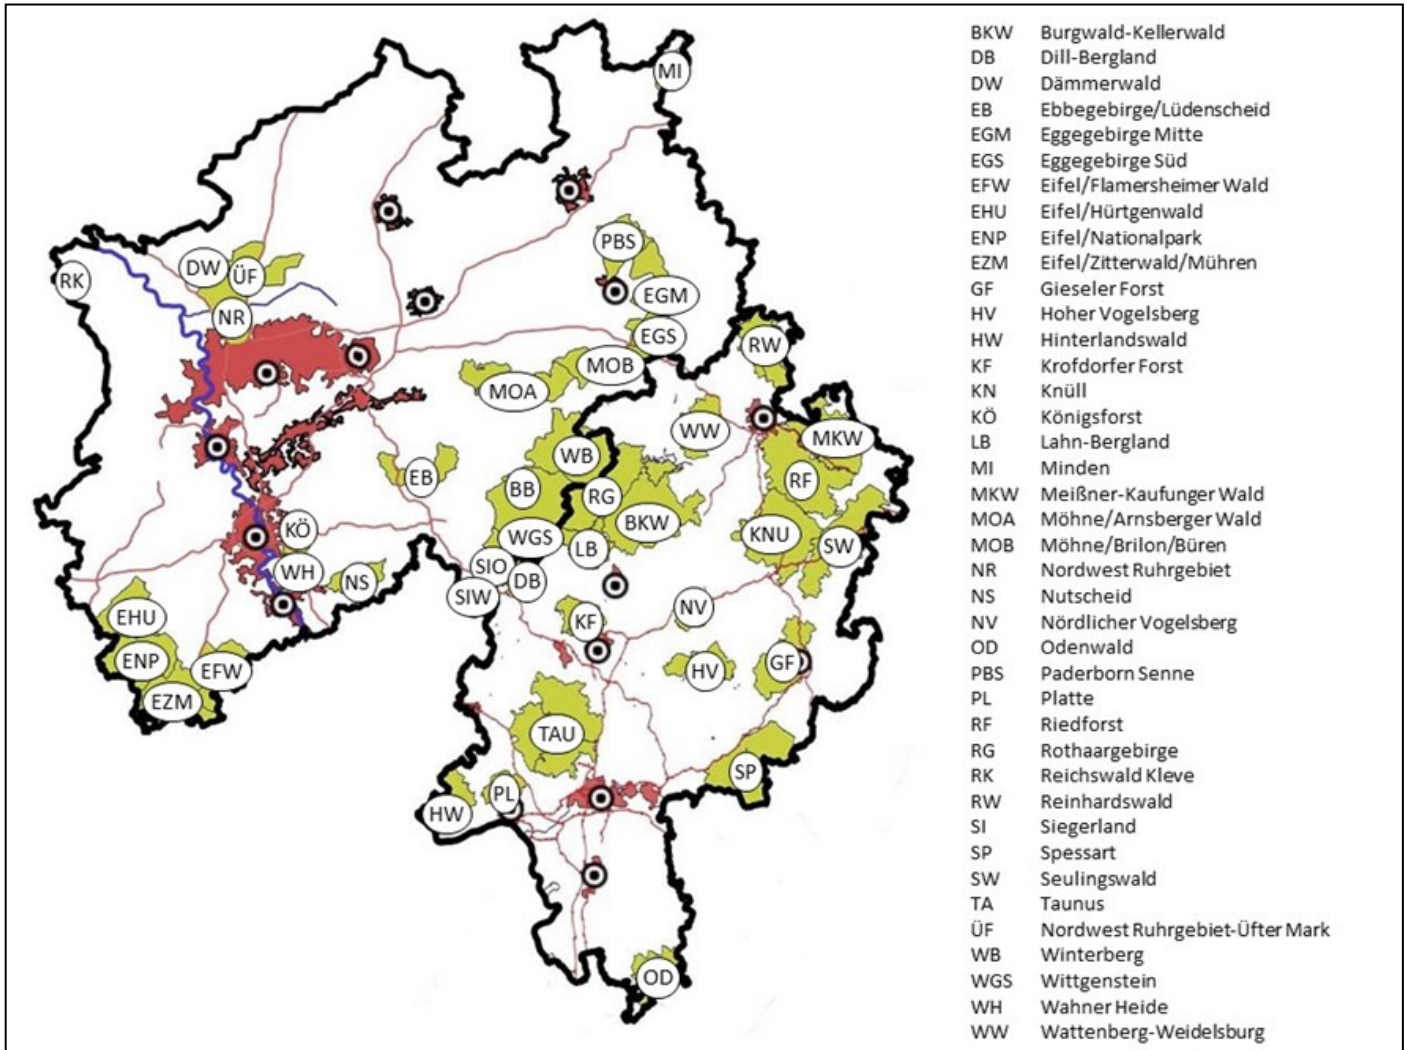 MI
RK
DW
ÜF
NR
PBS
EGM
EGS
RW
MOB
MOA
WW
MKW
WB
EB
BB
RG
RF
BKW
KNU
SW
WGS
LB
KÖ
WH
NS
SIO
DB
SIW
KF
NV
EHU
ENP
EFW
EZM
HV
GF
TAU
SP
PL
HW
OD
BKW Burgwald-Kellerwald
DB Dill-Bergland
DW Dämmerwald
EB Ebbegebirge/Lüdenscheid
EGM Eggegebirge Mitte
EGS Eggegebirge Süd
EFW Eifel/Flamersheimer Wald
EHU Eifel/Hürtgenwald
ENP Eifel/Nationalpark
EZM Eifel/Zitterwald/Mühren
GF Gieseler Forst
HV Hoher Vogelsberg
HW Hinterlandswald
KF Krofdorfer Forst
KN Knüll
KÖ Königsforst
LB Lahn-Bergland
MI Minden
MKW Meißner-Kaufunger Wald
MOA Möhne/Arnsberger Wald
MOB Möhne/Brilon/Büren
NR Nordwest Ruhrgebiet
NS Nutscheid
NV Nördlicher Vogelsberg
OD Odenwald
PBS Paderborn Senne
PL Platte
RF Riedforst
RG Rothaargebirge
RK Reichswald Kleve
RW Reinhardswald
SI Siegerland
SP Spessart
SW Seulingswald
TA Taunus
ÜF Nordwest Ruhrgebiet-Üfter Mark
WB Winterberg
WGS Wittgenstein
WH Wahner Heide
WW Wattenberg-Weidelsburg